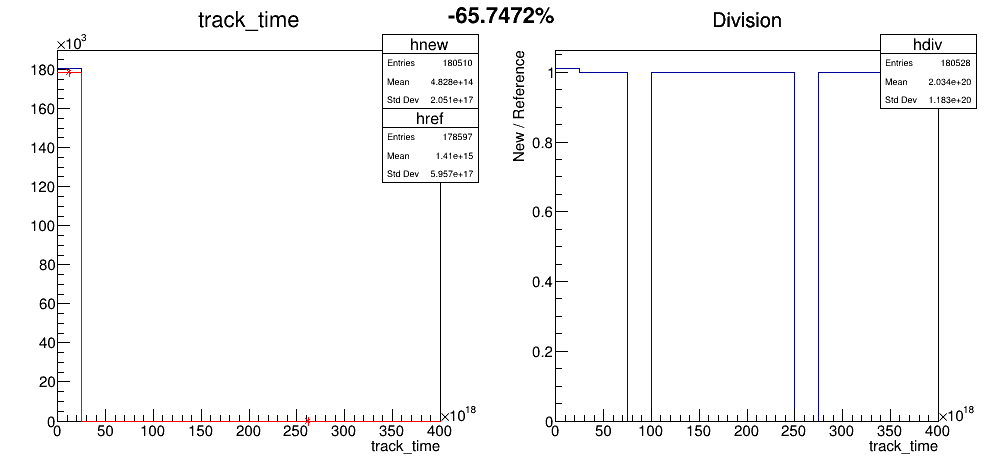 -65.7472%
track_time
×10³
hnew
Entries 180510
Mean 4.828e+14
Std Dev 2.051e+17
href
Entries 178597
Mean 1.41e+15
Std Dev 5.957e+17
180
160
140
120
100
80
60
40
20
0
0 50 100 150 200 250 300 350 400
×10¹⁸
track_time
Division
hdiv
Entries 180528
Mean 2.034e+20
Std Dev 1.183e+20
New / Reference
1
0.8
0.6
0.4
0.2
0
0 50 100 150 200 250 300 350 400
×10¹⁸
track_time